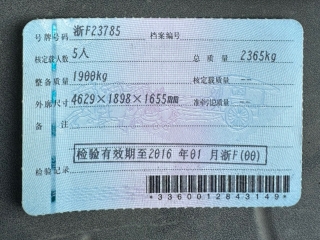 号牌号码 浙F23785 档案编号
核定载人数 5人 总质量 2365kg
整备质量 1900kg 核定载质量 --
外廓尺寸 4629×1898×1655mm 准牵引总质量 --
备注
检验有效期至2016年01月浙F(00)
检验记录
*3360012843149*